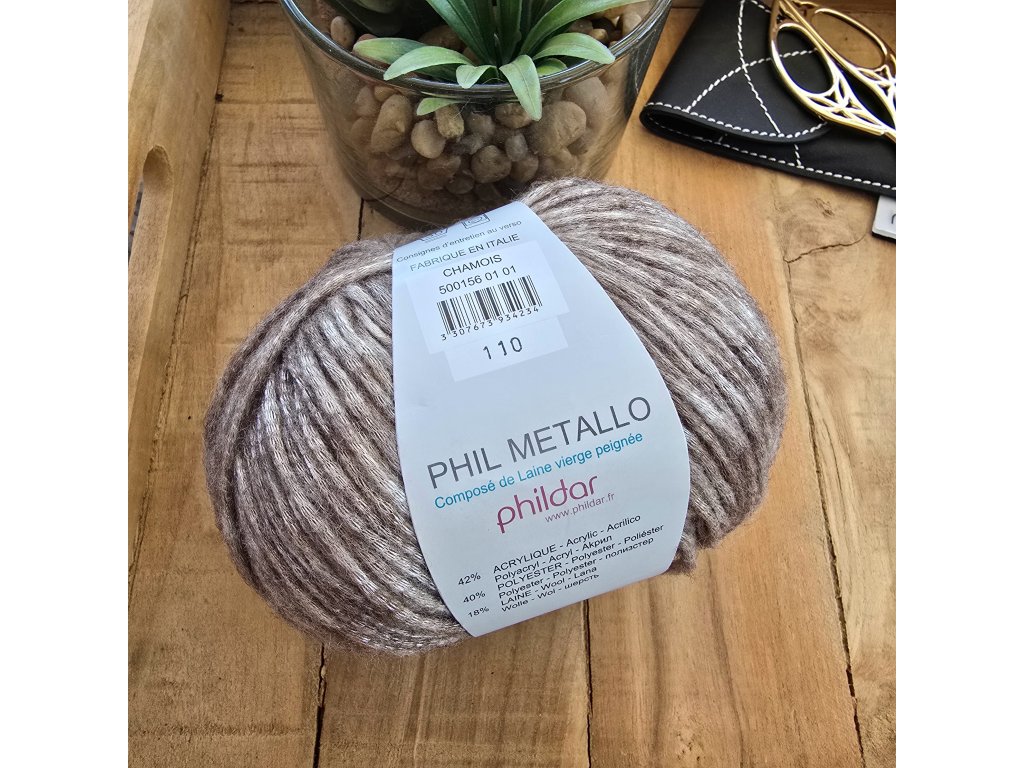 Consignes d'entretien au verso
FABRIQUE EN ITALIE
CHAMOIS
500156 01 01
3 307673 934234
110
PHIL METALLO
Composé de Laine vierge peignée
phildar
www.phildar.fr
42% ACRYLIQUE - Acrylic - Acrilico
Polyacryl - Acryl - Акрил
40% POLYESTER - Polyester - Poliéster
Polyester - Polyester - полиэстер
18% LAINE - Wool - Lana
Wolle - Wol - шерсть